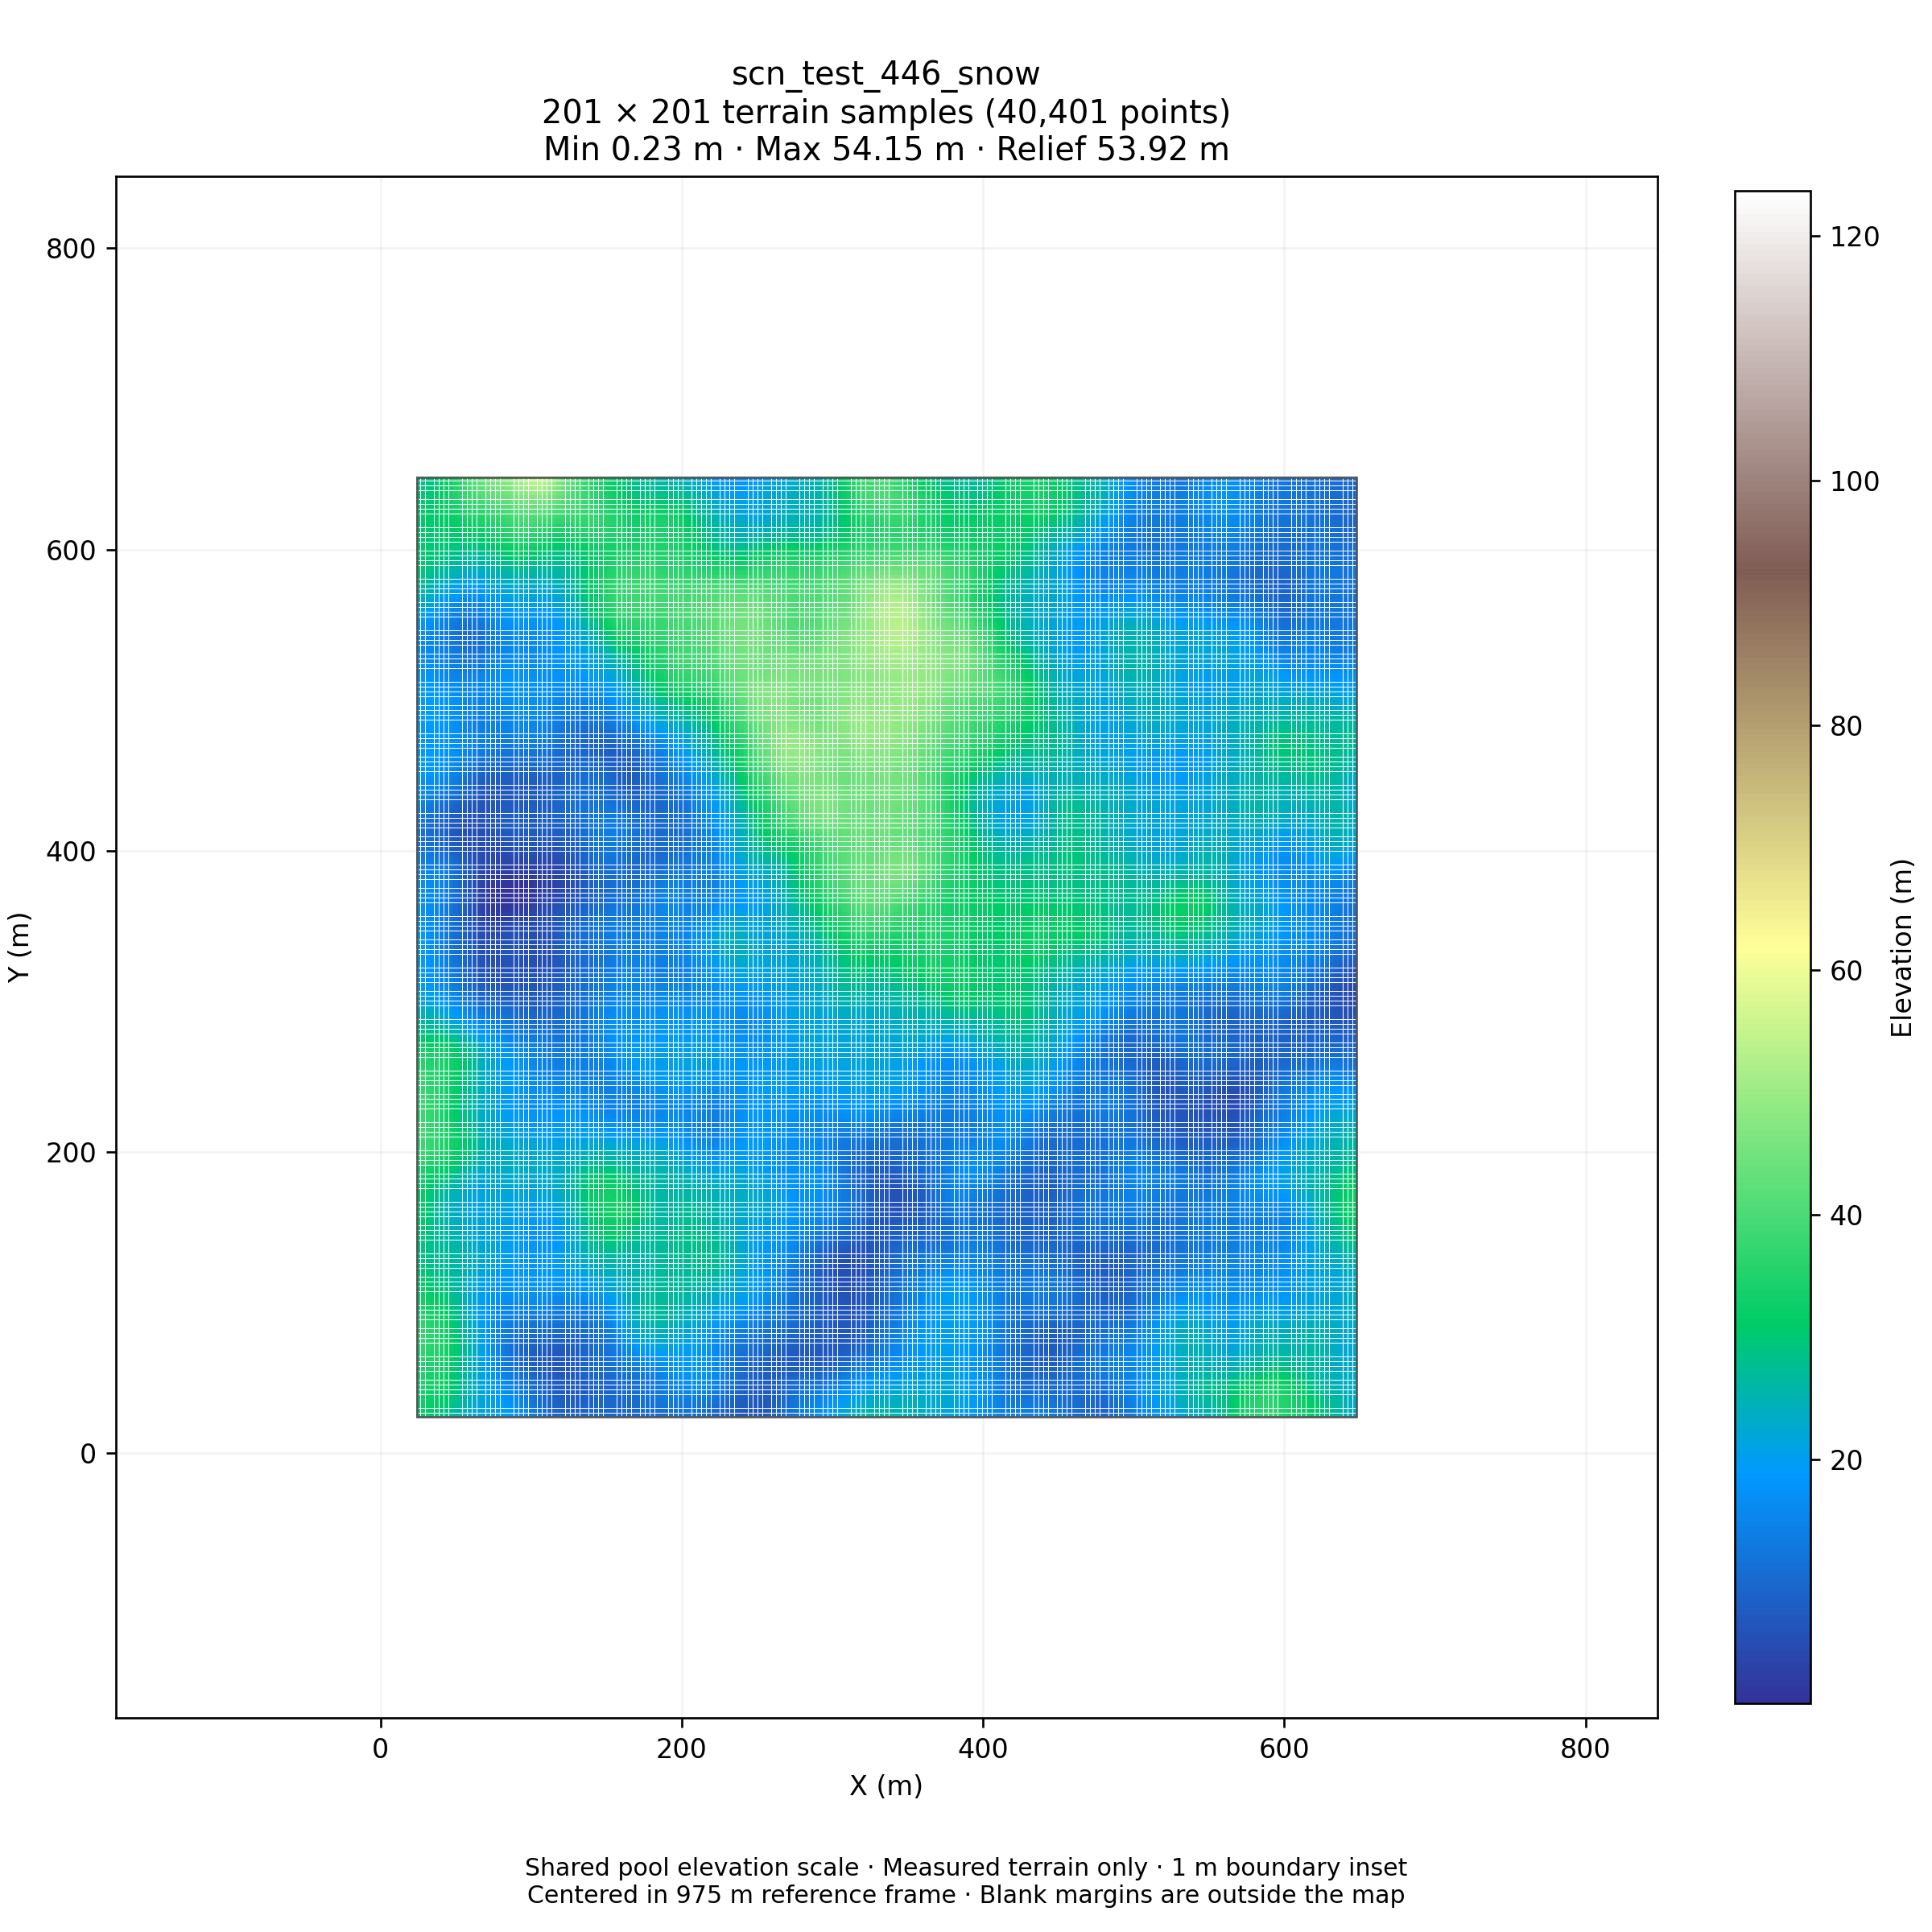 scn_test_446_snow
201 × 201 terrain samples (40,401 points)
Min 0.23 m · Max 54.15 m · Relief 53.92 m
800
600
400
200
0
Y (m)
0
200
400
600
800
X (m)
120
100
80
60
40
20
Elevation (m)
Shared pool elevation scale · Measured terrain only · 1 m boundary inset
Centered in 975 m reference frame · Blank margins are outside the map